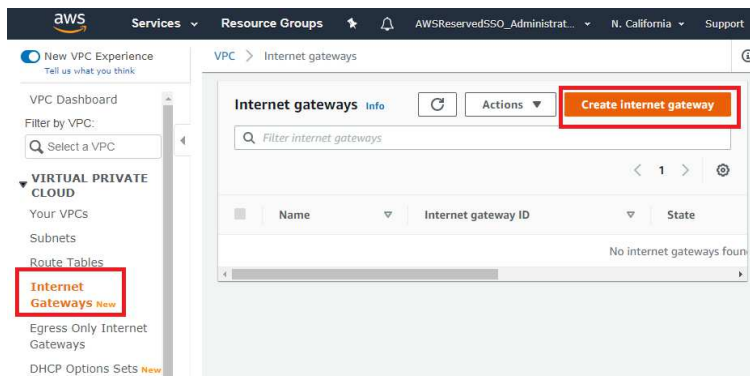 aws Services Resource Groups AWSReservedSSO_Administrat... N. California Support
New VPC Experience
Tell us what you think
VPC > Internet gateways
VPC Dashboard
Filter by VPC:
Select a VPC
VIRTUAL PRIVATE
CLOUD
Your VPCs
Subnets
Route Tables
Internet
Gateways New
Egress Only Internet
Gateways
DHCP Options Sets New
Internet gateways Info Actions Create internet gateway
Filter internet gateways
< 1 >
Name Internet gateway ID State
No internet gateways foun